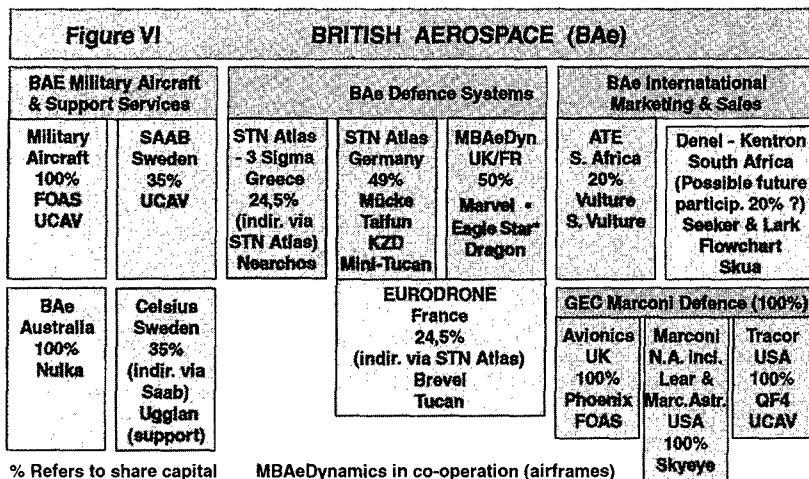 Figure VI BRITISH AEROSPACE (BAe)
BAE Military Aircraft
& Support Services
Military
Aircraft
100%
FOAS
UCAV
SAAB
Sweden
35%
UCAV
BAe
Australia
100%
Nulka
Celsius
Sweden
35%
(indir. via
Saab)
Ugglan
(support)
BAe Defence Systems
STN Atlas
- 3 Sigma
Greece
24,5%
(indir. via
STN Atlas)
Nearchos
STN Atlas
Germany
49%
Mücke
Taifun
KZD
Mini-Tucan
MBAeDyn
UK/FR
50%
Marvel *
Eagle Star*
Dragon
EURODRONE
France
24,5%
(indir. via STN Atlas)
Brevel
Tucan
BAe Internatational
Marketing & Sales
ATE
S. Africa
20%
Vulture
S. Vulture
Denel - Kentron
South Africa
(Possible future
particip. 20% ?)
Seeker & Lark
Flowchart
Skua
GEC Marconi Defence (100%)
Avionics
UK
100%
Phoenix
FOAS
Marconi
N.A. incl.
Lear &
Marc.Astr.
USA
100%
Skyeye
Tracor
USA
100%
QF4
UCAV
% Refers to share capital MBAeDynamics in co-operation (airframes)